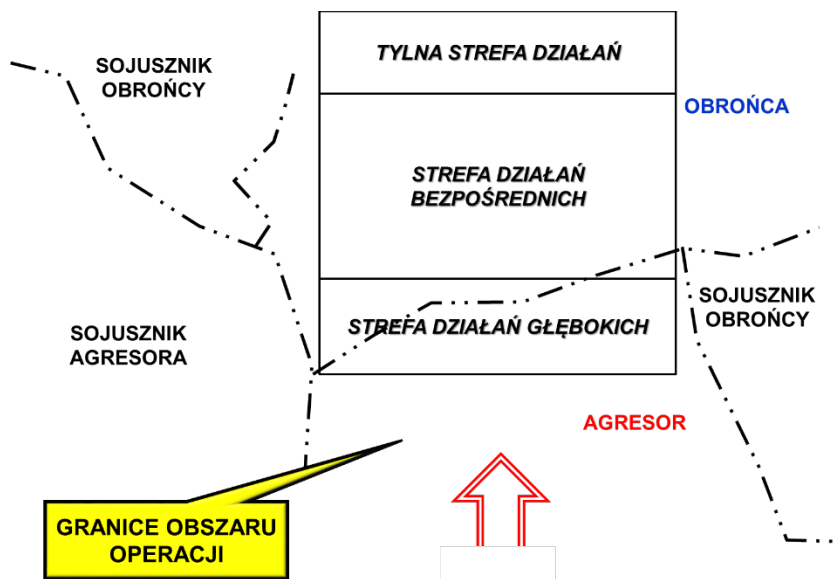 TYLNA STREFA DZIAŁAŃ
SOJUSZNIK
OBROŃCY
OBROŃCA
STREFA DZIAŁAŃ
BEZPOŚREDNICH
SOJUSZNIK
OBROŃCY
SOJUSZNIK
AGRESORA
STREFA DZIAŁAŃ GŁĘBOKICH
AGRESOR
GRANICE OBSZARU
OPERACJI